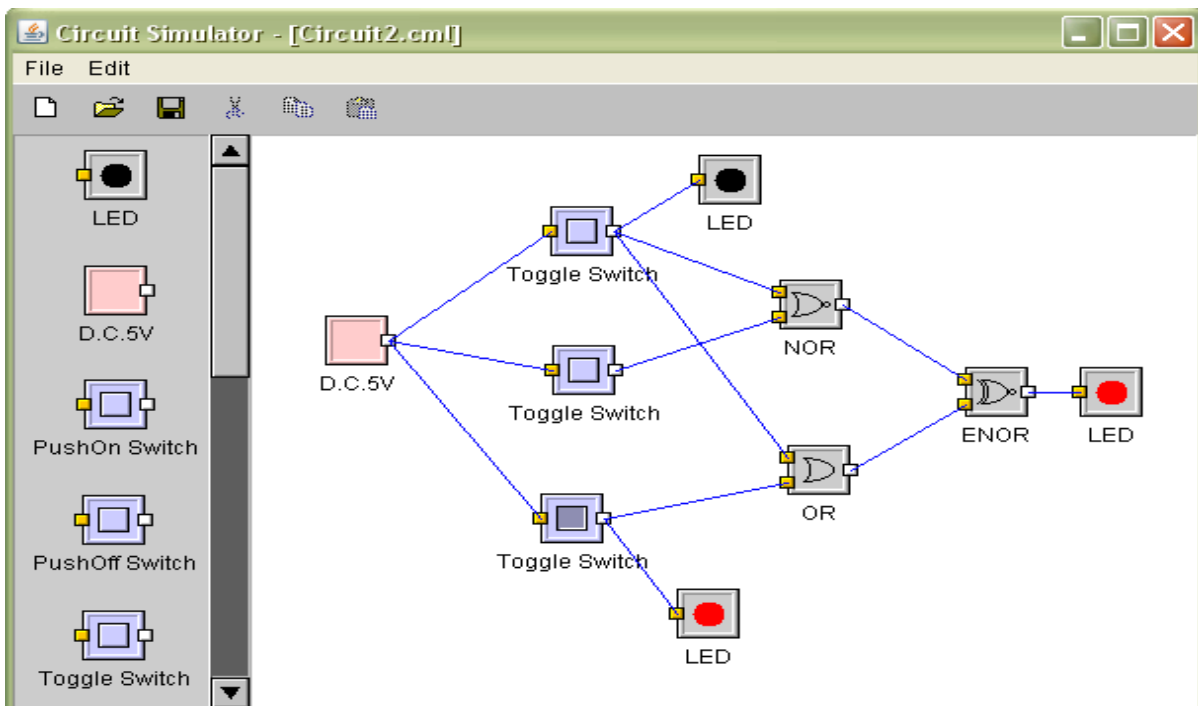 Circuit Simulator - [Circuit2.cml]
File Edit
LED
D.C.5V
PushOn Switch
PushOff Switch
Toggle Switch
LED
Toggle Switch
NOR
D.C.5V
Toggle Switch
ENOR
LED
OR
Toggle Switch
LED